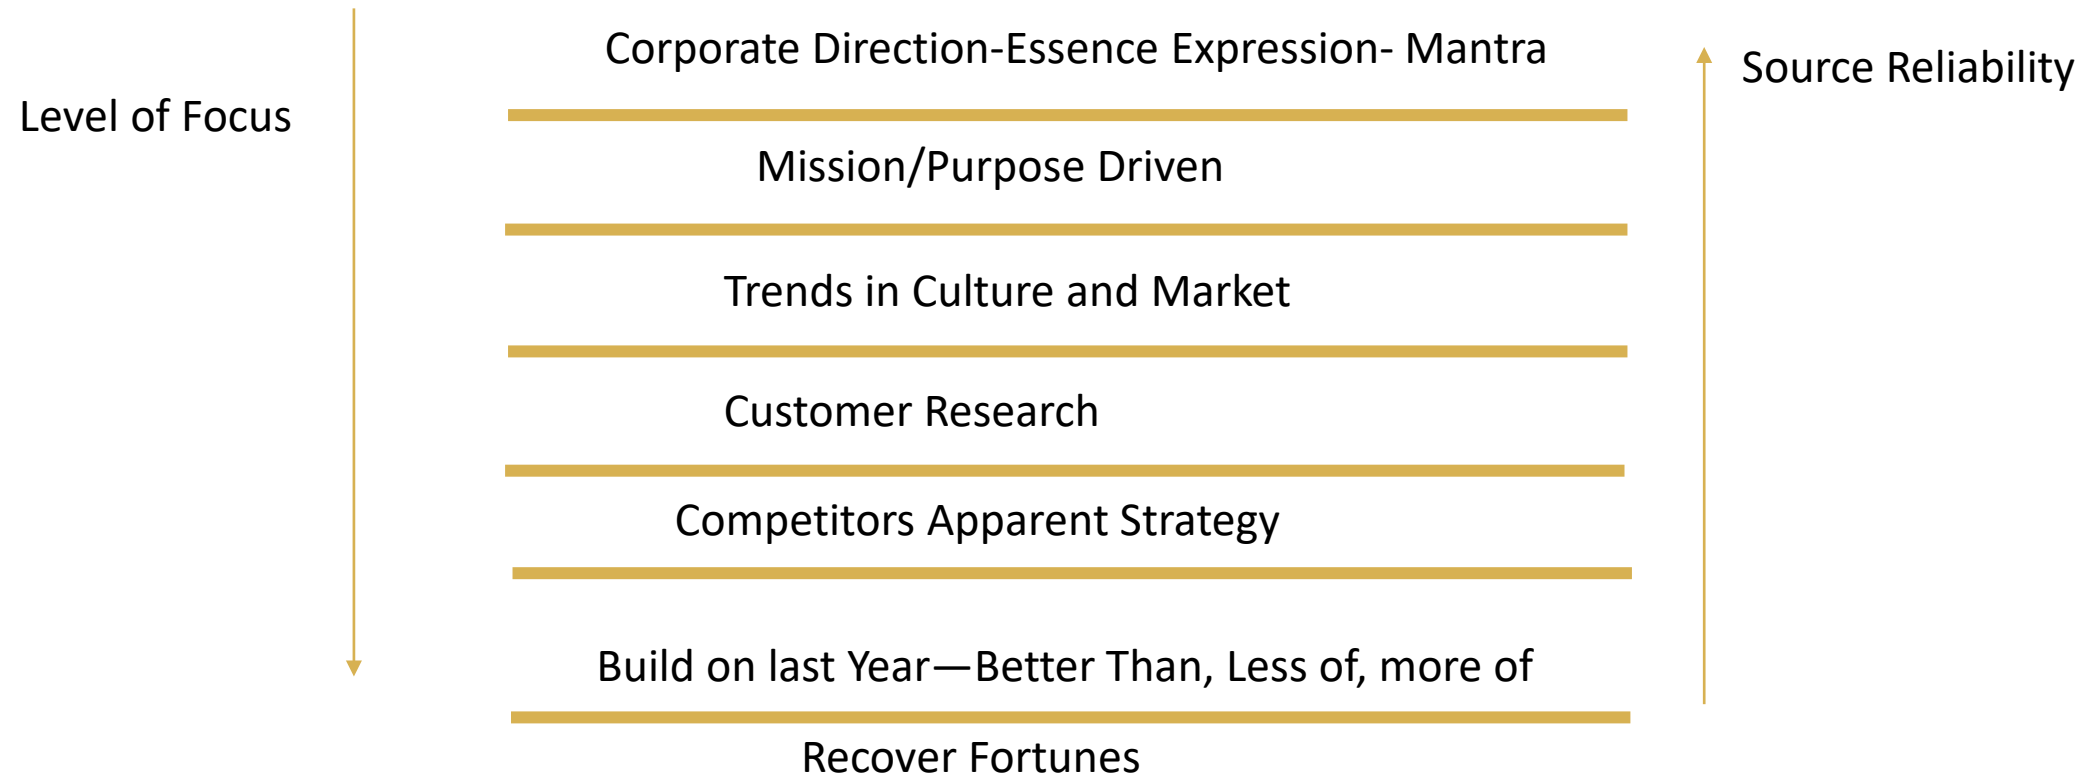 Corporate Direction-Essence Expression- Mantra
Source Reliability
Level of Focus
Mission/Purpose Driven
Trends in Culture and Market
Customer Research
Competitors Apparent Strategy
Build on last Year—Better Than, Less of, more of
Recover Fortunes